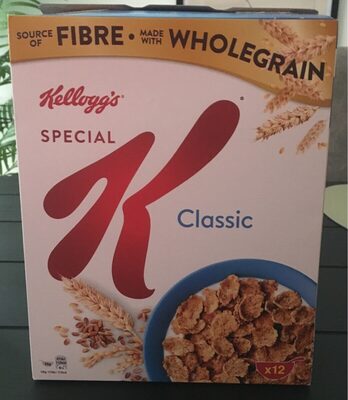 SOURCE OF FIBRE • MADE WITH WHOLEGRAIN
Kellogg's
SPECIAL
K
Classic
x12